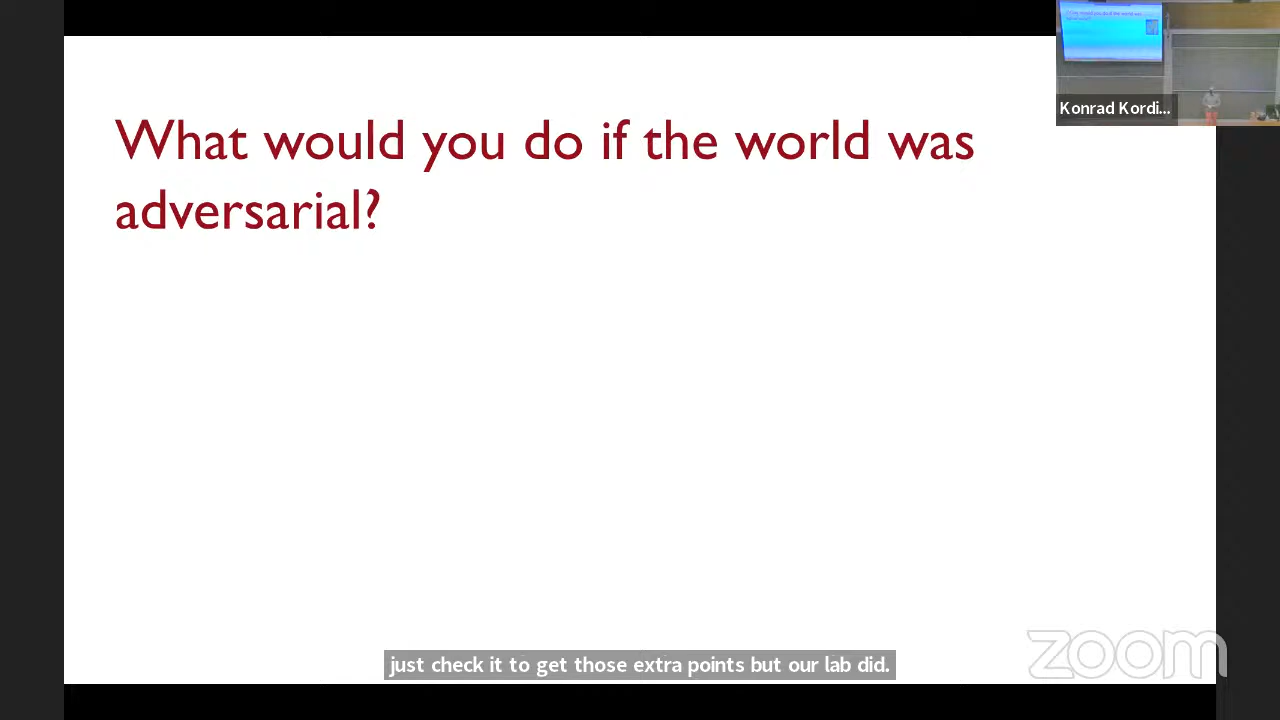 What would you do if the world was
adversarial?
Konrad Kordi...
just check it to get those extra points but our lab did.
zoom